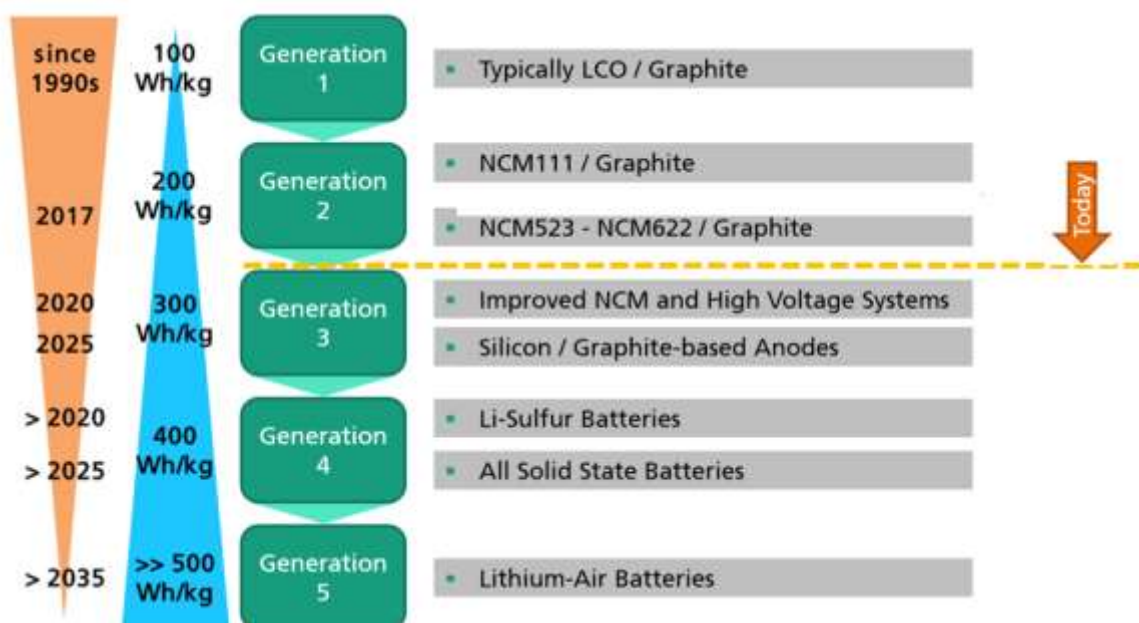 since
1990s
100
Wh/kg
Generation
1
▪ Typically LCO / Graphite
2017
200
Wh/kg
Generation
2
▪ NCM111 / Graphite
▪ NCM523 - NCM622 / Graphite
Today
2020
2025
300
Wh/kg
Generation
3
▪ Improved NCM and High Voltage Systems
▪ Silicon / Graphite-based Anodes
> 2020
> 2025
400
Wh/kg
Generation
4
▪ Li-Sulfur Batteries
▪ All Solid State Batteries
> 2035
>> 500
Wh/kg
Generation
5
▪ Lithium-Air Batteries